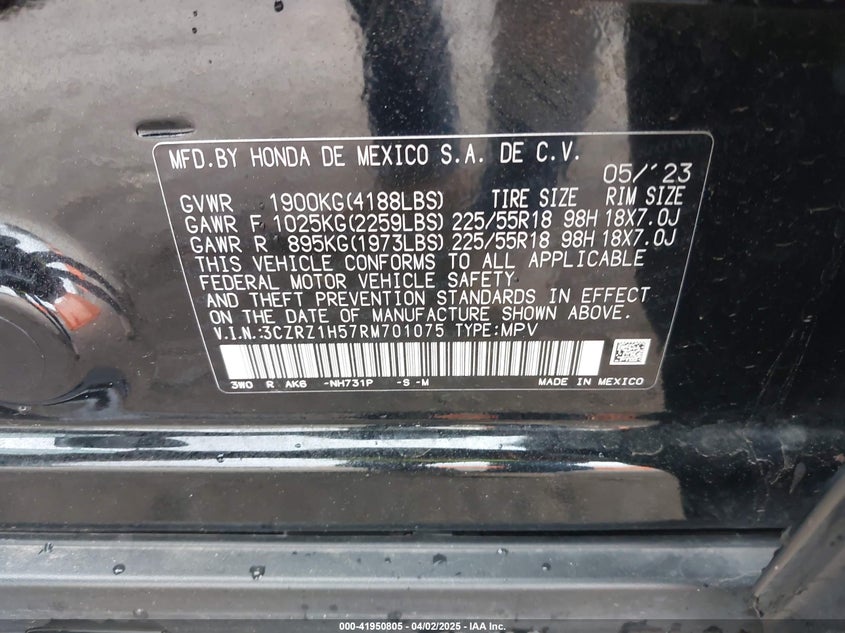 MFD.BY HONDA DE MEXICO S.A. DE C.V.
05/'23
GVWR 1900KG(4188LBS) TIRE SIZE RIM SIZE
GAWR F 1025KG(2259LBS) 225/55R18 98H 18X7.0J
GAWR R 895KG(1973LBS) 225/55R18 98H 18X7.0J
THIS VEHICLE CONFORMS TO ALL APPLICABLE
FEDERAL MOTOR VEHICLE SAFETY
AND THEFT PREVENTION STANDARDS IN EFFECT
ON THE DATE OF MANUFACTURE SHOWN ABOVE.
V.I.N.:3CZRZ1H57RM701075 TYPE:MPV
3W0 R AK6 -NH731P -S -M MADE IN MEXICO
000-41950805 - 04/02/2025 - IAA Inc.